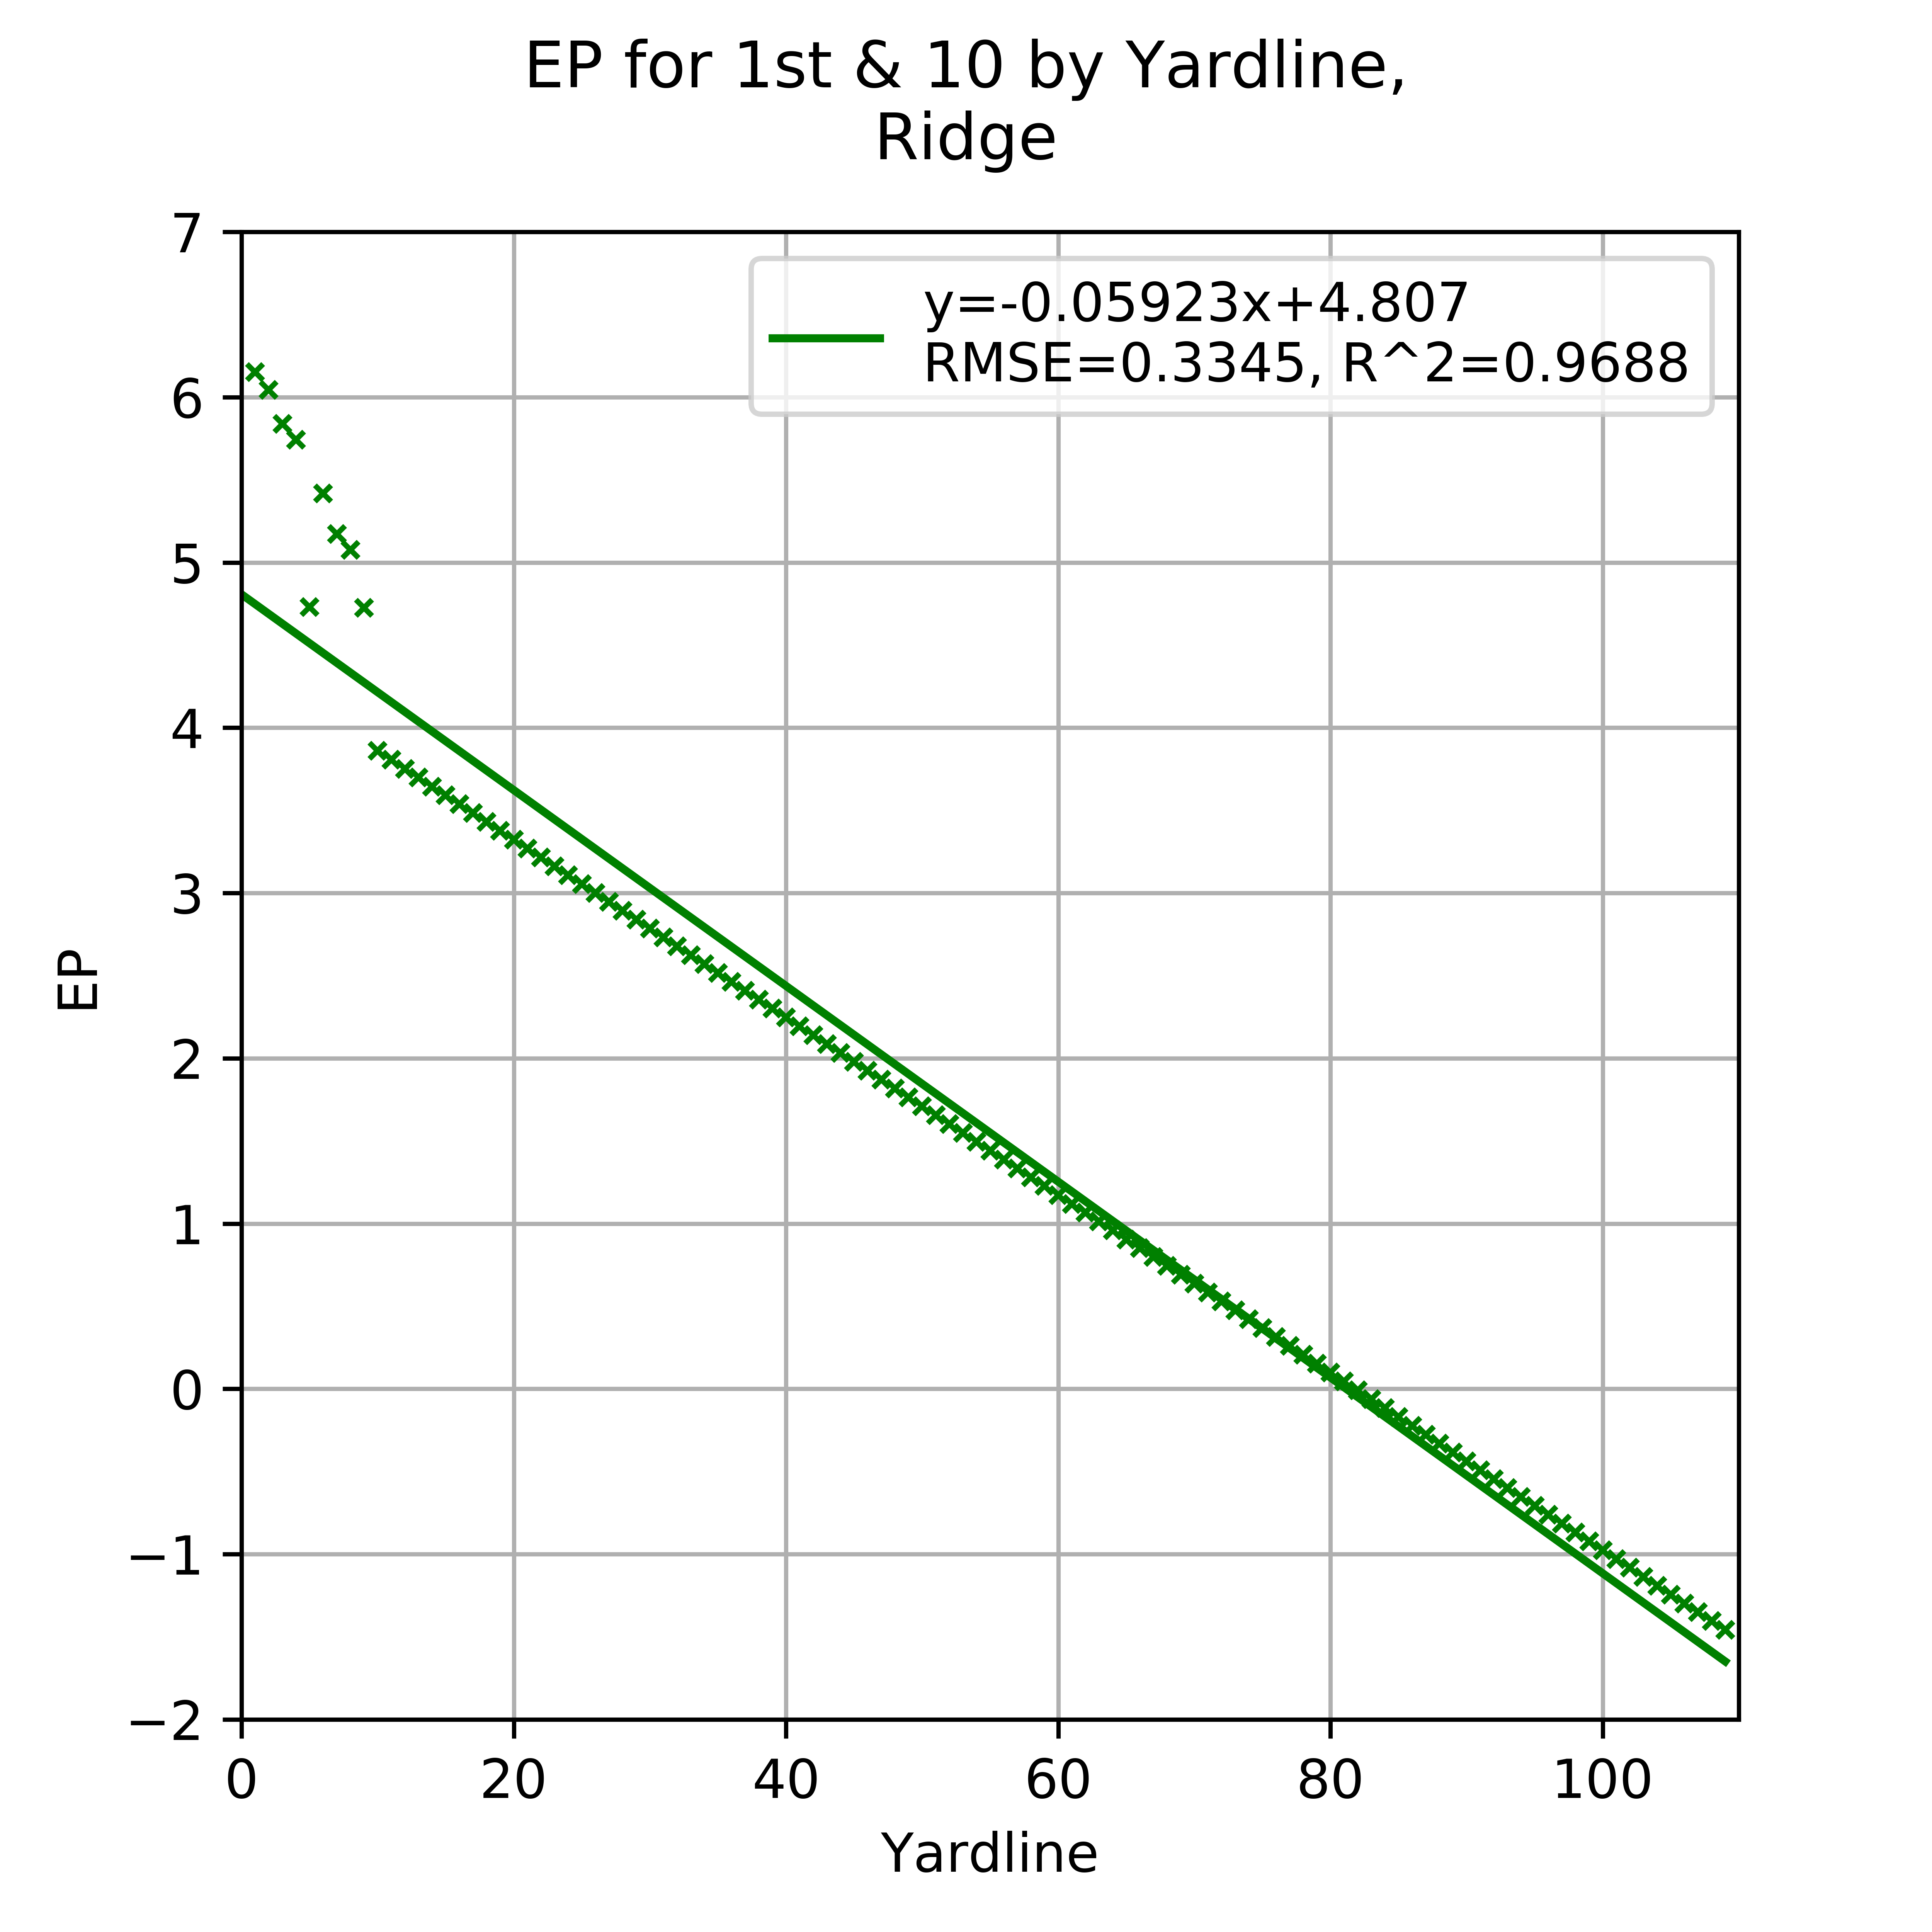 EP for 1st & 10 by Yardline,
Ridge
y=-0.05923x+4.807
RMSE=0.3345, R^2=0.9688
7
6
5
4
3
2
1
0
−1
−2
EP
0 20 40 60 80 100
Yardline